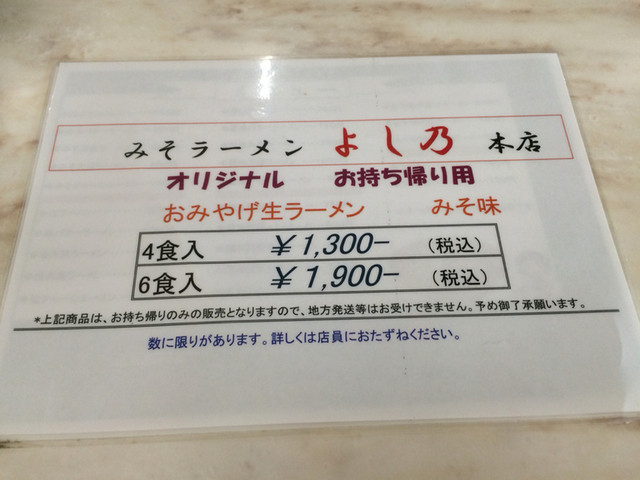 みそラーメン よし乃 本店
オリジナル お持ち帰り用
おみやげ生ラーメン みそ味
4食入 ¥1,300- (税込)
6食入 ¥1,900- (税込)
*上記商品は、お持ち帰りのみの販売となりますので、地方発送等はお受けできません。予め御了承願います。
数に限りがあります。詳しくは店員におたずねください。